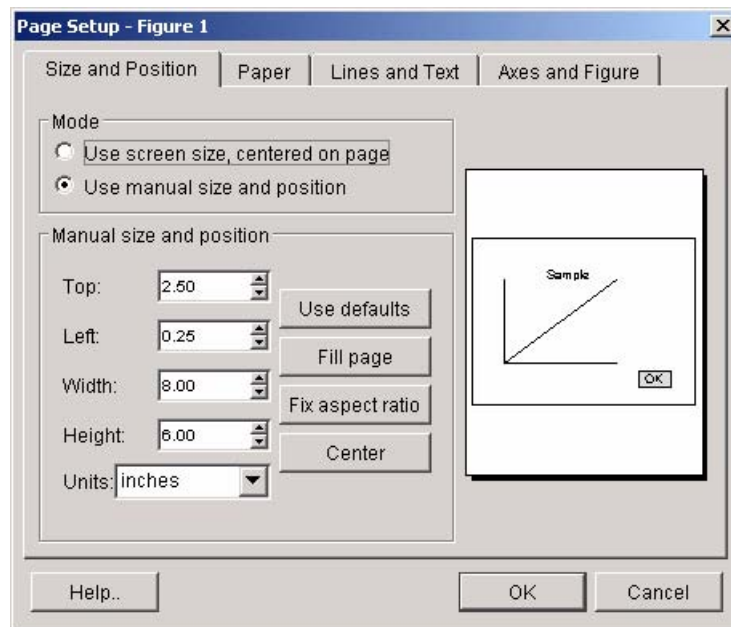 Page Setup - Figure 1
Size and Position
Paper
Lines and Text
Axes and Figure
Mode
Use screen size, centered on page
Use manual size and position
Manual size and position
Top: 2.50
Left: 0.25
Width: 8.00
Height: 6.00
Units: inches
Use defaults
Fill page
Fix aspect ratio
Center
Sample
OK
Help..
OK
Cancel